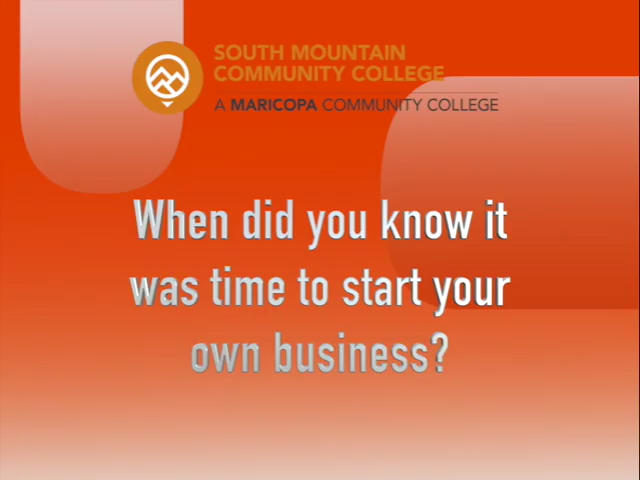 SOUTH MOUNTAIN
COMMUNITY COLLEGE
A MARICOPA COMMUNITY COLLEGE
When did you know it
was time to start your
own business?